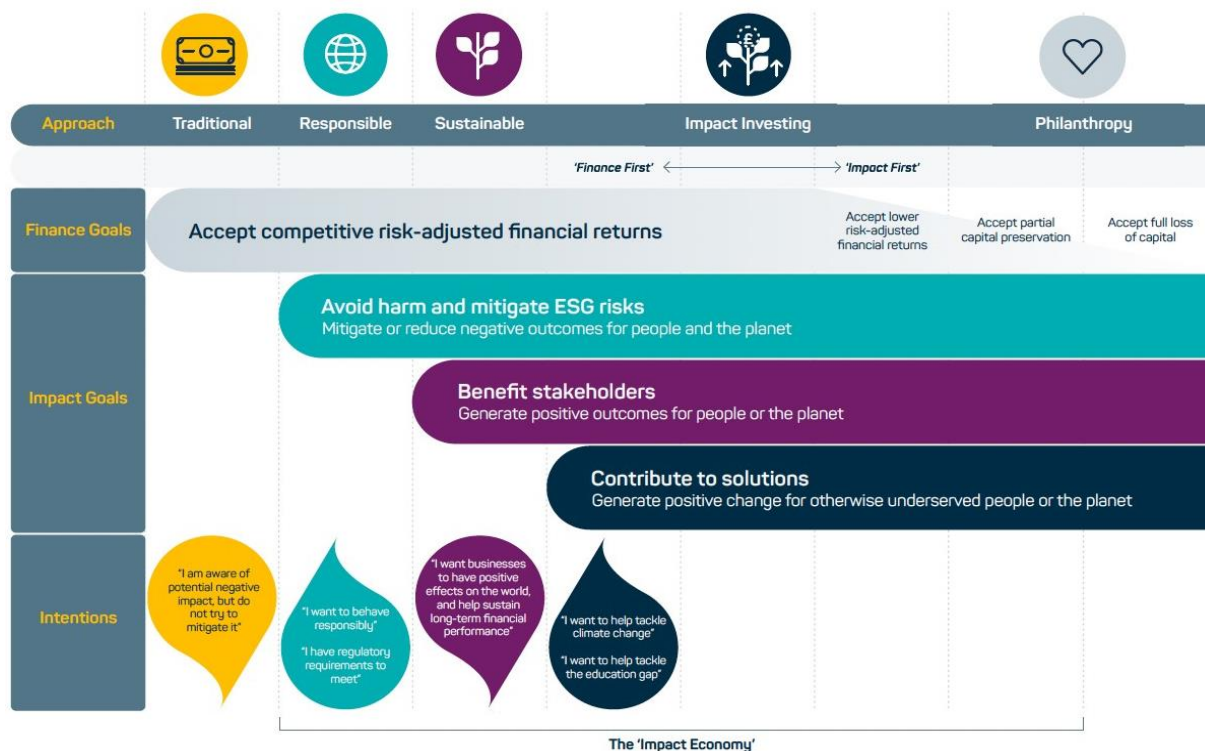 £
Approach
Traditional
Responsible
Sustainable
Impact Investing
Philanthropy
'Finance First'
'Impact First'
Finance Goals
Accept competitive risk-adjusted financial returns
Accept lower
risk-adjusted
financial returns
Accept partial
capital preservation
Accept full loss
of capital
Impact Goals
Avoid harm and mitigate ESG risks
Mitigate or reduce negative outcomes for people and the planet
Benefit stakeholders
Generate positive outcomes for people or the planet
Contribute to solutions
Generate positive change for otherwise underserved people or the planet
Intentions
"I am aware of
potential negative
impact, but do
not try to
mitigate it"
"I want to behave
responsibly"
"I have regulatory
requirements to
meet"
"I want businesses
to have positive
effects on the world,
and help sustain
long-term financial
performance"
"I want to help tackle
climate change"
"I want to help tackle
the education gap"
The 'Impact Economy'